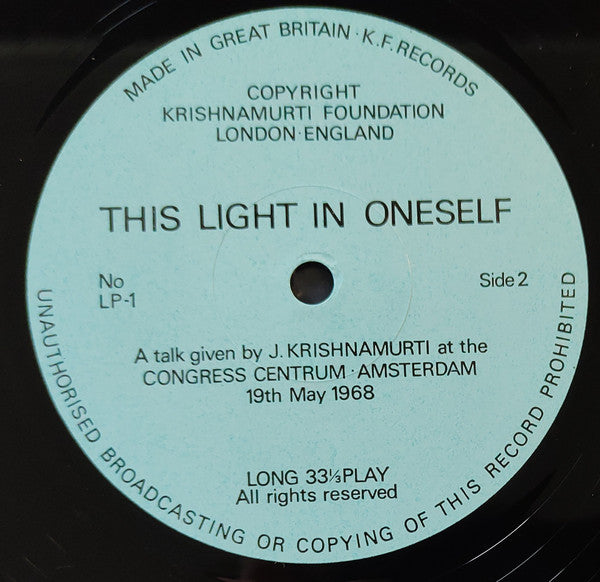 MADE IN GREAT BRITAIN · K.F. RECORDS
COPYRIGHT
KRISHNAMURTI FOUNDATION
LONDON · ENGLAND
THIS LIGHT IN ONESELF
No
LP-1
Side 2
A talk given by J. KRISHNAMURTI at the
CONGRESS CENTRUM · AMSTERDAM
19th May 1968
LONG 33⅓ PLAY
All rights reserved
UNAUTHORISED BROADCASTING OR COPYING OF THIS RECORD PROHIBITED